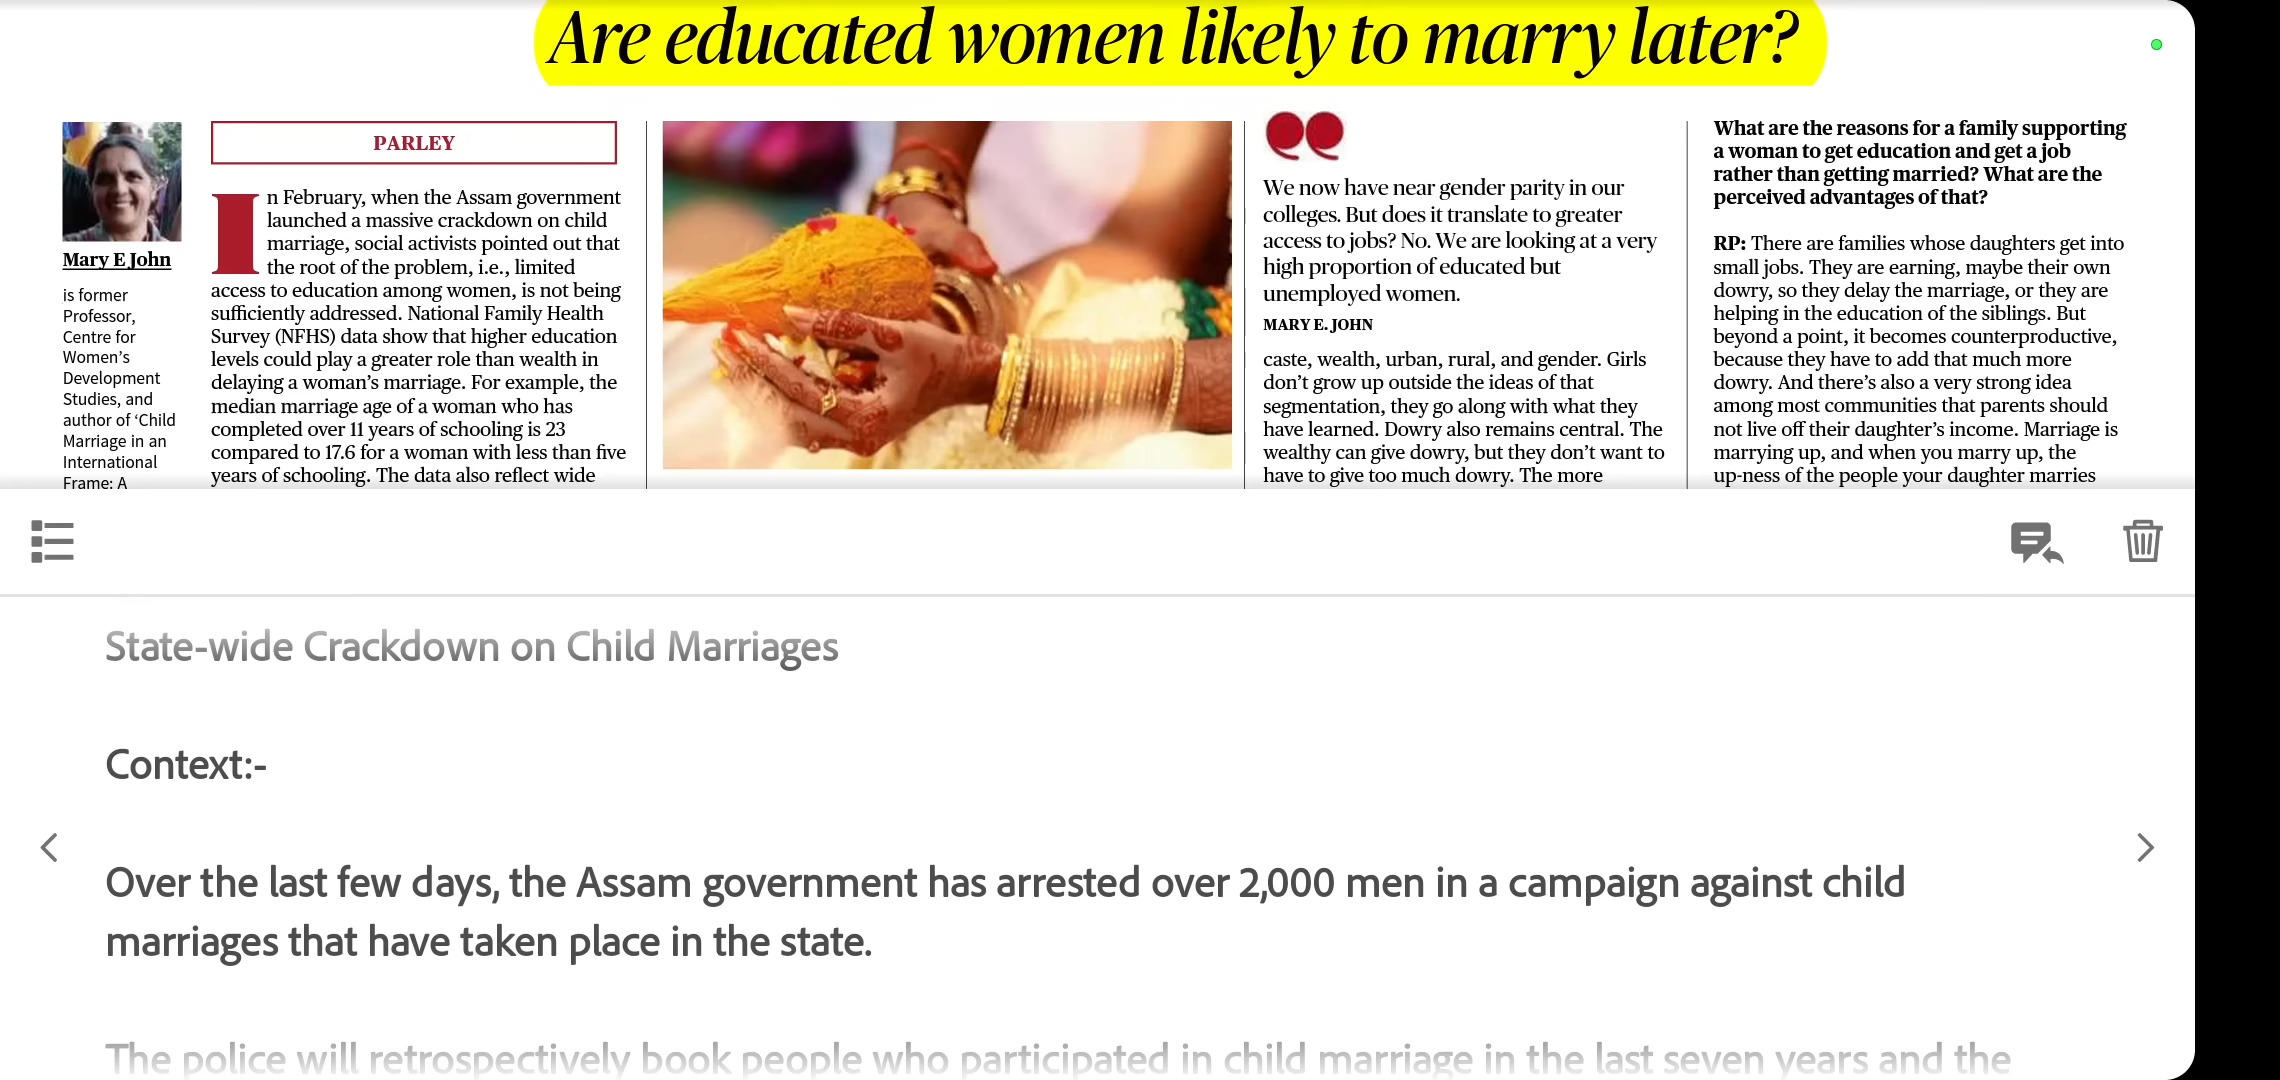 Are educated women likely to marry later?
Mary E John
is former
Professor,
Centre for
Women's
Development
Studies, and
author of 'Child
Marriage in an
International
Frame: A
PARLEY
In February, when the Assam government
launched a massive crackdown on child
marriage, social activists pointed out that
the root of the problem, i.e., limited
access to education among women, is not being
sufficiently addressed. National Family Health
Survey (NFHS) data show that higher education
levels could play a greater role than wealth in
delaying a woman's marriage. For example, the
median marriage age of a woman who has
completed over 11 years of schooling is 23
compared to 17.6 for a woman with less than five
years of schooling. The data also reflect wide
We now have near gender parity in our
colleges. But does it translate to greater
access to jobs? No. We are looking at a very
high proportion of educated but
unemployed women.
MARY E. JOHN
caste, wealth, urban, rural, and gender. Girls
don't grow up outside the ideas of that
segmentation, they go along with what they
have learned. Dowry also remains central. The
wealthy can give dowry, but they don't want to
have to give too much dowry. The more
What are the reasons for a family supporting
a woman to get education and get a job
rather than getting married? What are the
perceived advantages of that?
RP: There are families whose daughters get into
small jobs. They are earning, maybe their own
dowry, so they delay the marriage, or they are
helping in the education of the siblings. But
beyond a point, it becomes counterproductive,
because they have to add that much more
dowry. And there's also a very strong idea
among most communities that parents should
not live off their daughter's income. Marriage is
marrying up, and when you marry up, the
up-ness of the people your daughter marries
State-wide Crackdown on Child Marriages
Context:-
Over the last few days, the Assam government has arrested over 2,000 men in a campaign against child
marriages that have taken place in the state.
The police will retrospectively book people who participated in child marriage in the last seven years and the